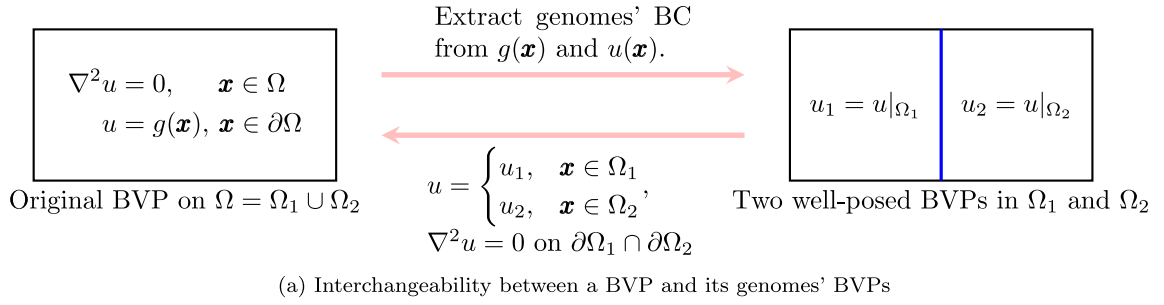 Extract genomes’ BC
from g(𝒙) and u(𝒙).
∇²u = 0, 𝒙 ∈ Ω
u = g(𝒙), 𝒙 ∈ ∂Ω
u₁ = u|_Ω₁ u₂ = u|_Ω₂
Original BVP on Ω = Ω₁ ∪ Ω₂
u = { u₁, 𝒙 ∈ Ω₁
u₂, 𝒙 ∈ Ω₂ ,
∇²u = 0 on ∂Ω₁ ∩ ∂Ω₂
Two well-posed BVPs in Ω₁ and Ω₂
(a) Interchangeability between a BVP and its genomes’ BVPs